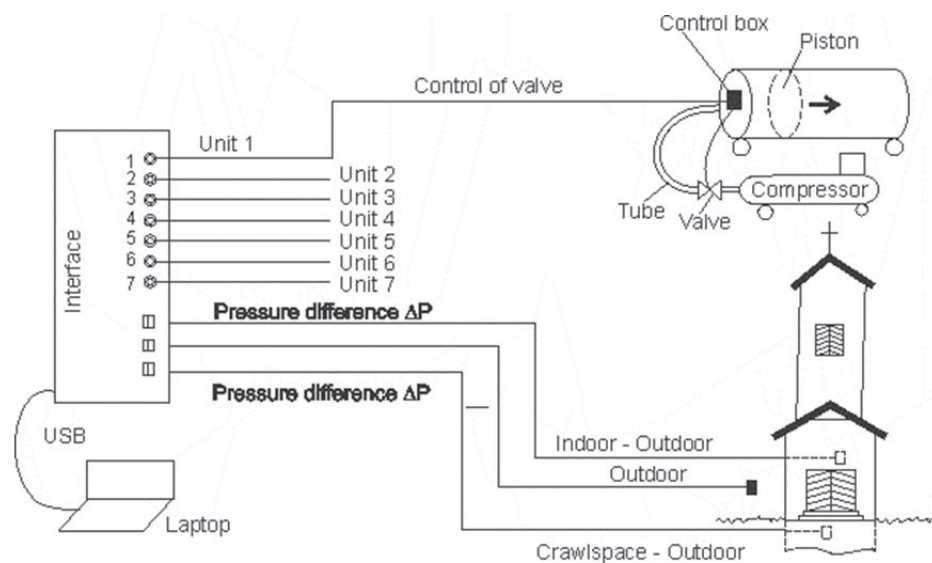 Control box
Piston
Control of valve
Unit 1
1
2
3
4
5
6
7
Unit 2
Unit 3
Unit 4
Unit 5
Unit 6
Unit 7
Tube
Valve
Compressor
Interface
Pressure difference ΔP
Pressure difference ΔP
USB
Laptop
Indoor - Outdoor
Outdoor
Crawlspace - Outdoor